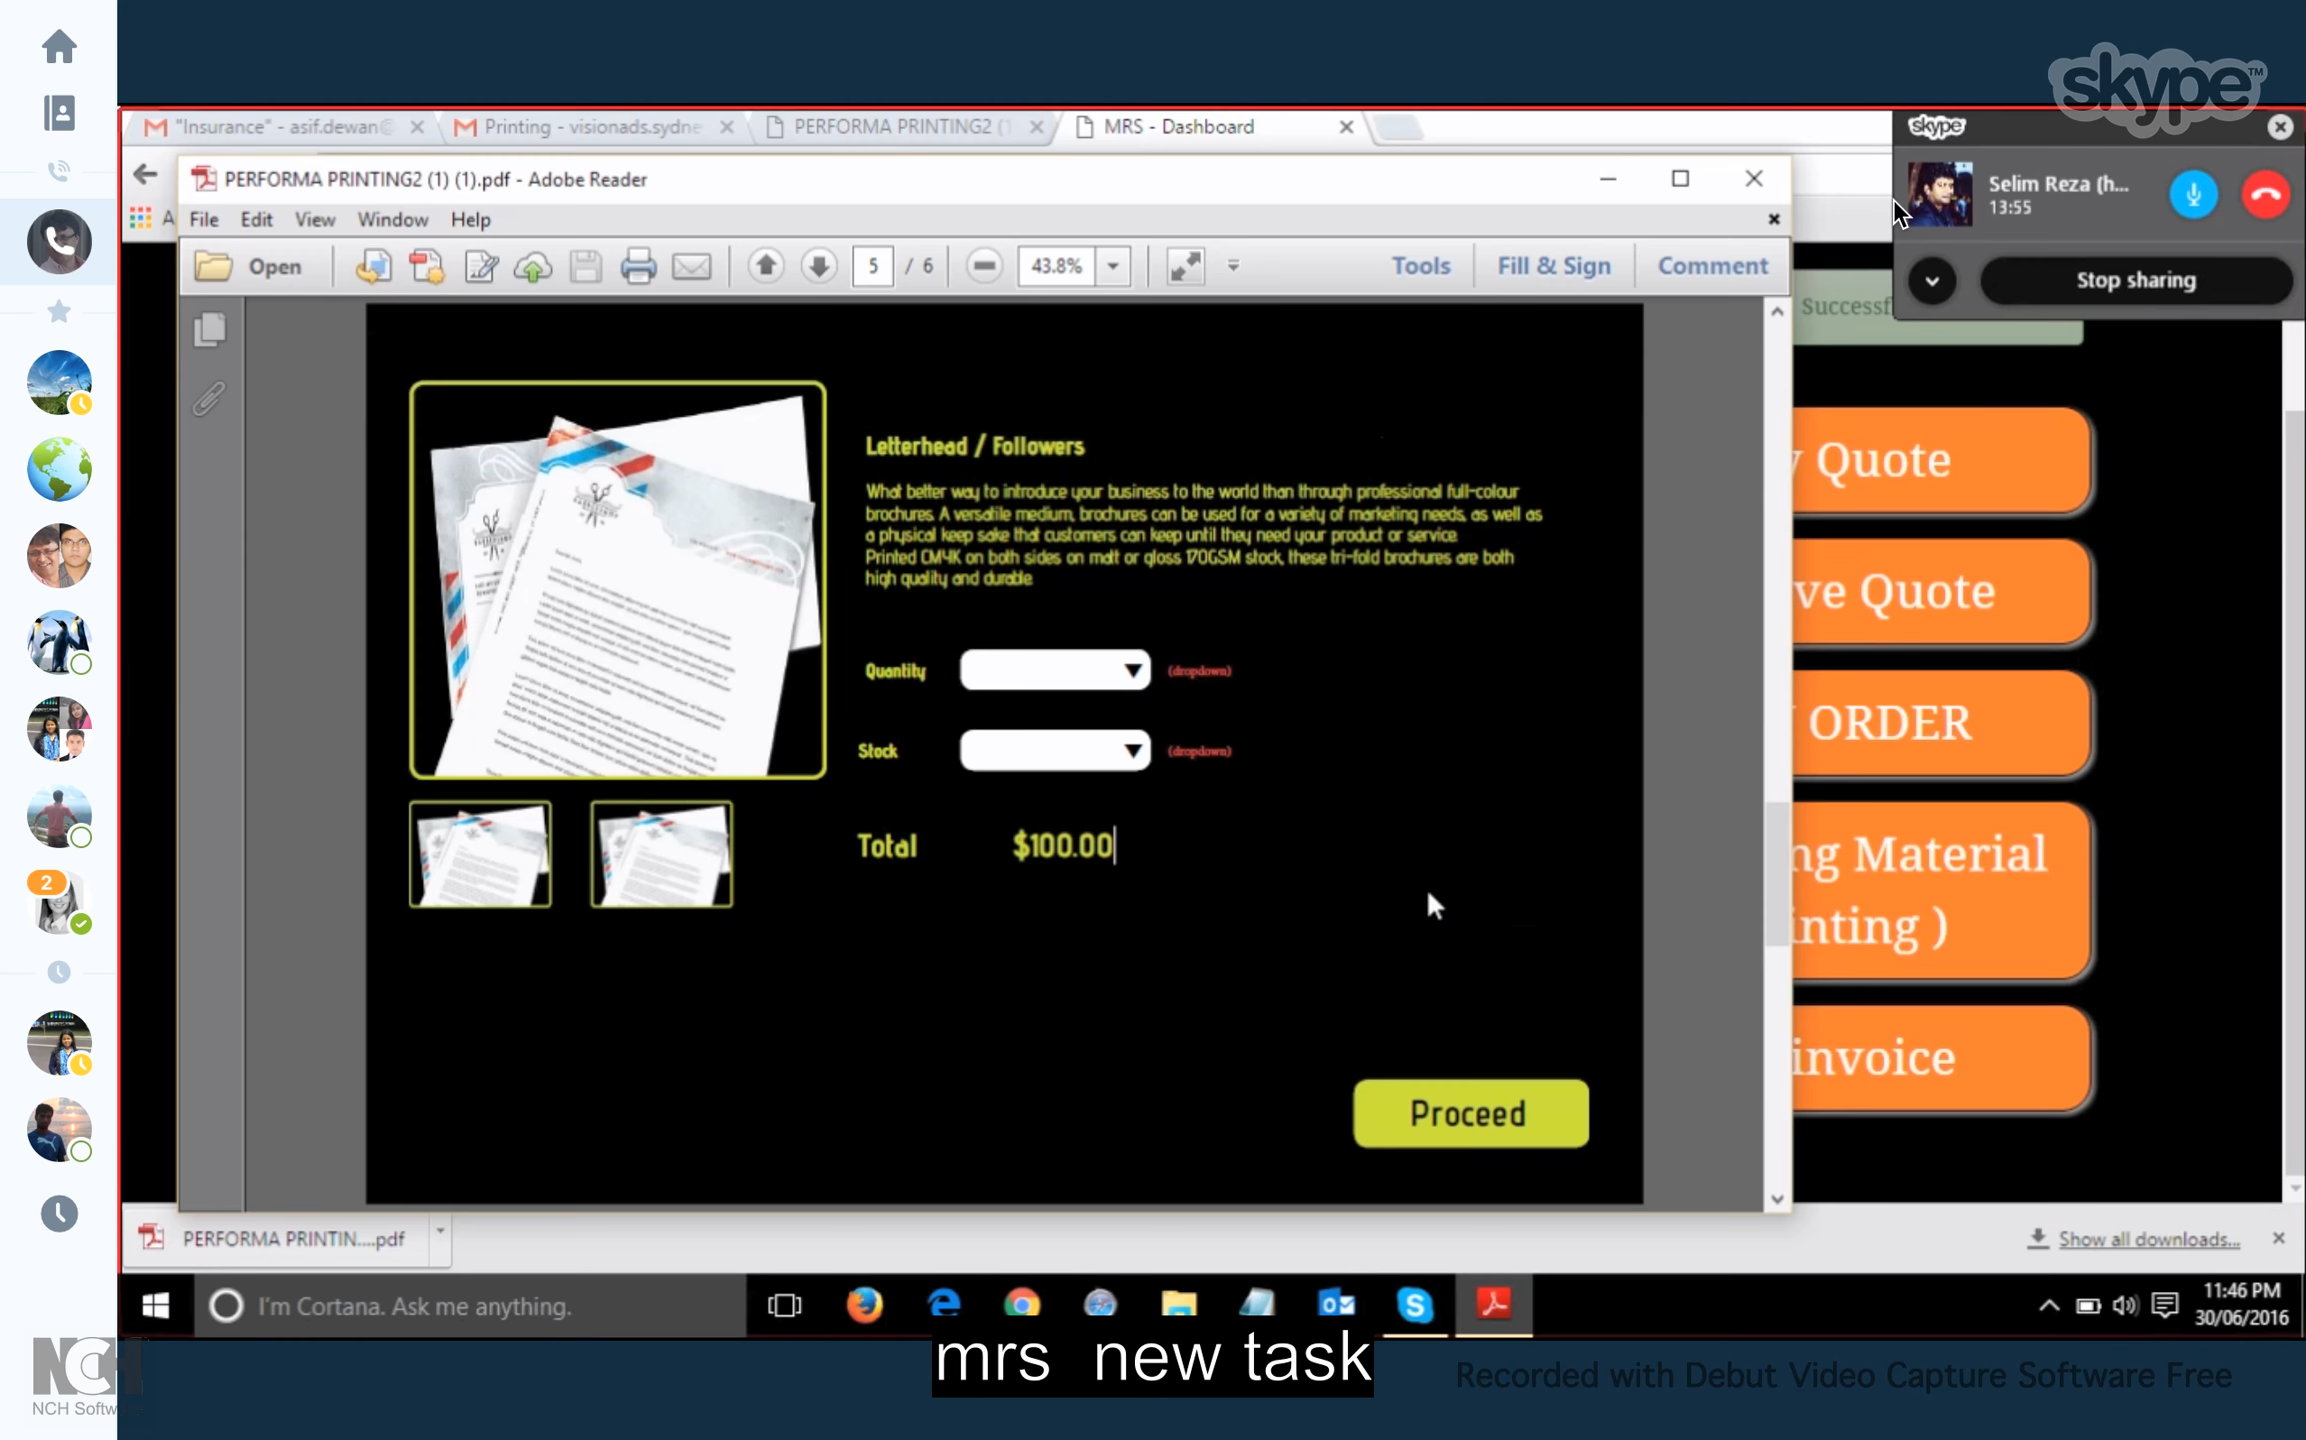 skype™
"Insurance" - asif.dewan@
Printing - visionads.sydne
PERFORMA PRINTING2 (1
MRS - Dashboard
skype
PERFORMA PRINTING2 (1) (1).pdf - Adobe Reader
Selim Reza (h...
13:55
A
File Edit View Window Help
Open
5 / 6
43.8%
Tools
Fill & Sign
Comment
Stop sharing
Successf
Letterhead / Followers
What better way to introduce your business to the world than through professional full-colour
brochures. A versatile medium, brochures can be used for a variety of marketing needs, as well as
a physical keep sake that customers can keep until they need your product or service.
Printed CMYK on both sides on matt or gloss 170GSM stock, these tri-fold brochures are both
high quality and durable.
Quantity
(dropdown)
Stock
(dropdown)
Total $100.00
Proceed
Quote
ve Quote
ORDER
ng Material
inting )
invoice
2
PERFORMA PRINTIN....pdf
Show all downloads...
I'm Cortana. Ask me anything.
11:46 PM
30/06/2016
mrs new task
Recorded with Debut Video Capture Software Free
NCH
NCH Softw